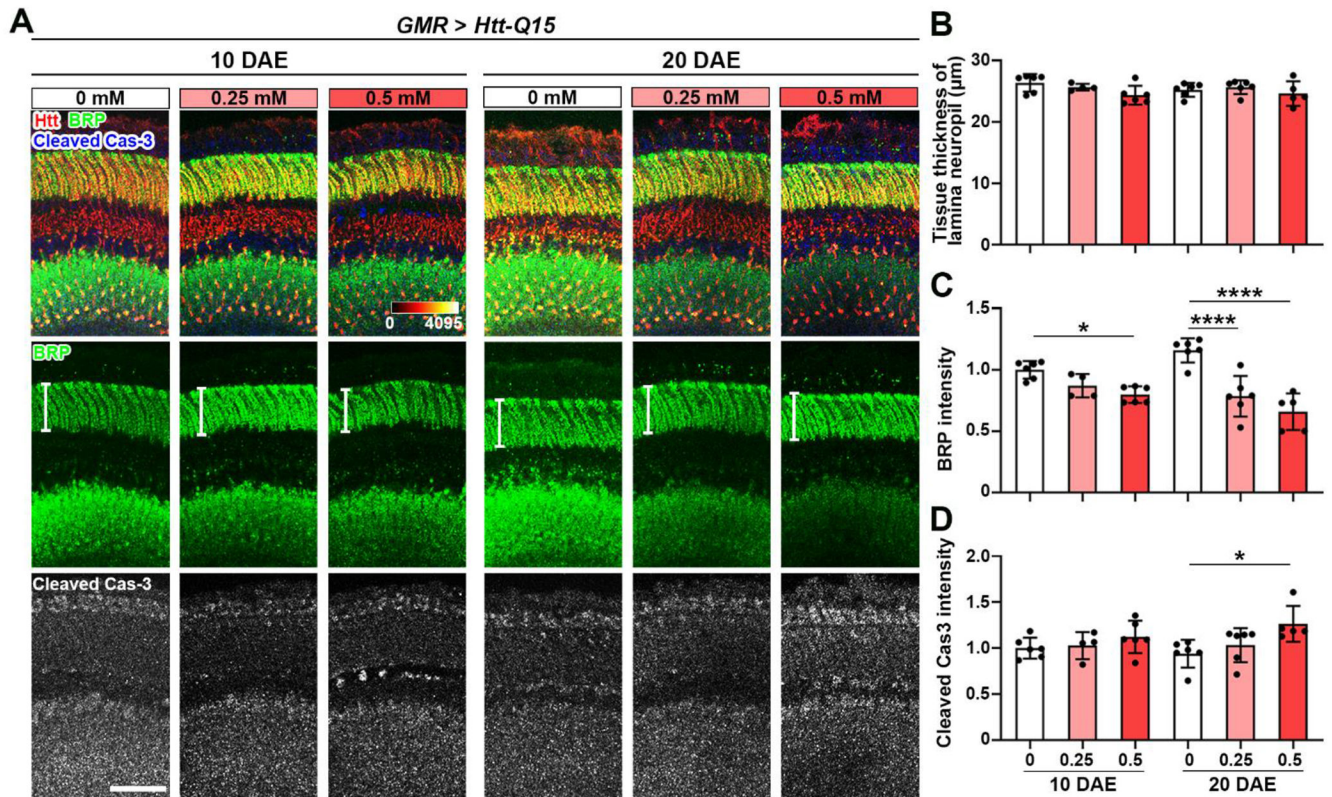 A
GMR > Htt-Q15
10 DAE
20 DAE
0 mM
0.25 mM
0.5 mM
0 mM
0.25 mM
0.5 mM
Htt BRP
Cleaved Cas-3
0
4095
BRP
Cleaved Cas-3
B
Tissue thickness of
lamina neuropil (µm)
30
20
10
0
C
BRP intensity
1.5
1.0
0.5
0
*
****
****
D
Cleaved Cas3 intensity
2.0
1.5
1.0
0.5
0
*
0
0.25
0.5
0
0.25
0.5
10 DAE
20 DAE